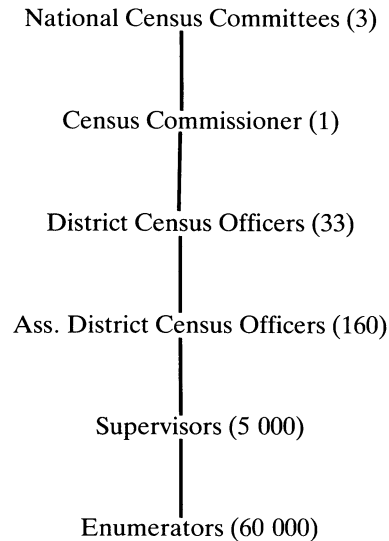 National Census Committees (3)
Census Commissioner (1)
District Census Officers (33)
Ass. District Census Officers (160)
Supervisors (5 000)
Enumerators (60 000)